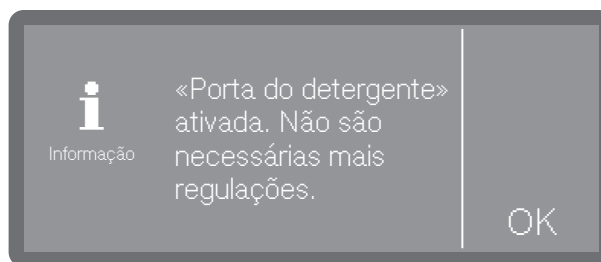 Informação
«Porta do detergente»
ativada. Não são
necessárias mais
regulações.
OK